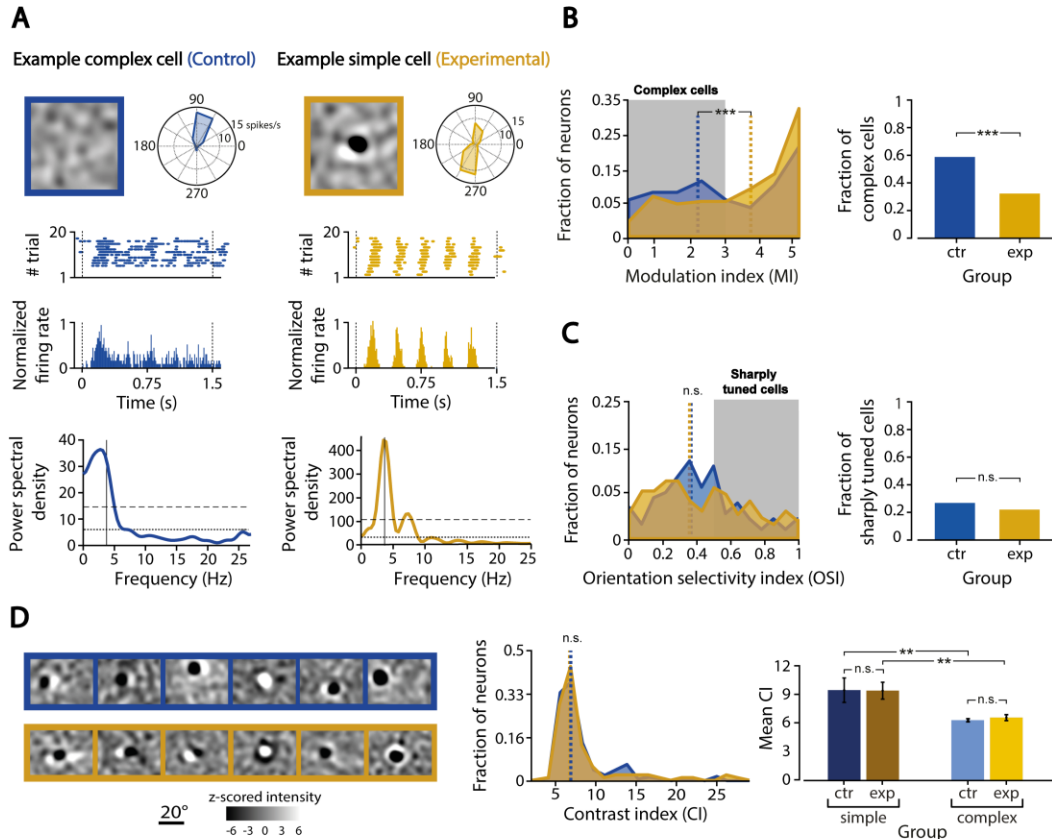 A
Example complex cell (Control)
90
15 spikes/s
10
180
0
270
20
# trial
1
1
Normalized
firing rate
0
0
0.75
1.5
Time (s)
40
30
20
10
0
Power spectral
density
0
5
10
15
20
25
Frequency (Hz)
Example simple cell (Experimental)
90
15 spikes/s
10
180
0
270
20
# trial
1
1
Normalized
firing rate
0
0
0.75
1.5
Time (s)
400
300
200
100
0
Power spectral
density
0
5
10
15
20
25
Frequency (Hz)
B
Complex cells
***
0.35
0.25
0.15
0.05
0
Fraction of neurons
0
1
2
3
4
5
Modulation index (MI)
***
1
0.8
0.6
0.4
0.2
0
Fraction of
complex cells
ctr
exp
Group
C
Sharply
tuned cells
n.s.
0.25
0.15
0.05
0
Fraction of neurons
0
0.2
0.4
0.6
0.8
1
Orientation selectivity index (OSI)
n.s.
1
0.8
0.6
0.4
0.2
0
Fraction of
sharply tuned cells
ctr
exp
Group
D
20°
z-scored intensity
-6 -3 0 3 6
n.s.
0.5
0.33
0.16
0
Fraction of neurons
5
10
15
20
25
Contrast index (CI)
**
**
n.s.
n.s.
12
9
6
3
0
Mean CI
ctr exp ctr exp
simple complex
Group